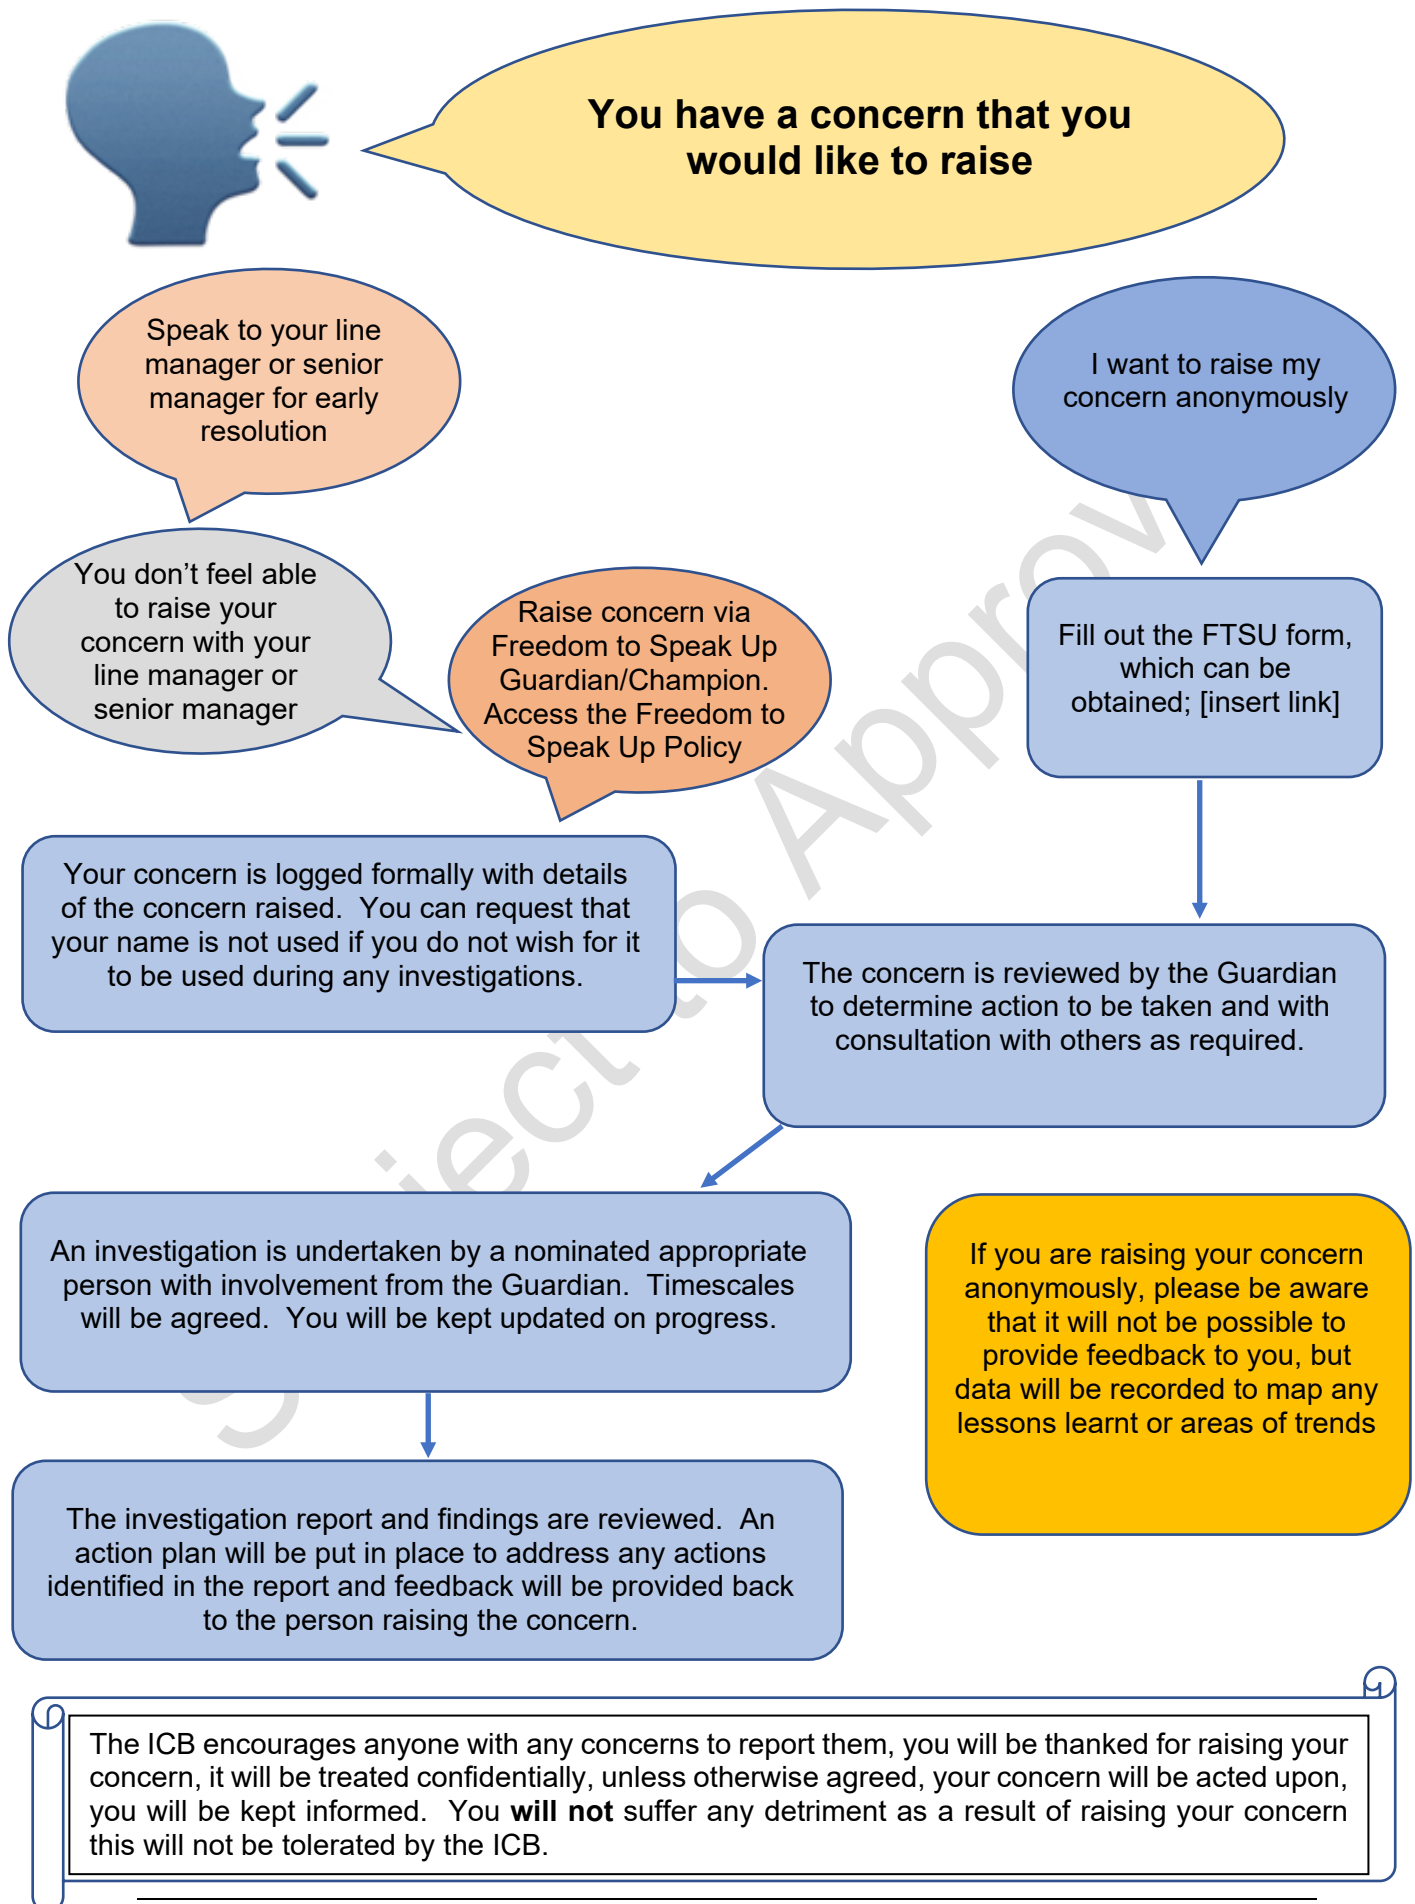 You have a concern that you
would like to raise
Speak to your line
manager or senior
manager for early
resolution
I want to raise my
concern anonymously
You don’t feel able
to raise your
concern with your
line manager or
senior manager
Raise concern via
Freedom to Speak Up
Guardian/Champion.
Access the Freedom to
Speak Up Policy
Fill out the FTSU form,
which can be
obtained; [insert link]
Your concern is logged formally with details
of the concern raised.  You can request that
your name is not used if you do not wish for it
to be used during any investigations.
The concern is reviewed by the Guardian
to determine action to be taken and with
consultation with others as required.
An investigation is undertaken by a nominated appropriate
person with involvement from the Guardian.  Timescales
will be agreed.  You will be kept updated on progress.
If you are raising your concern
anonymously, please be aware
that it will not be possible to
provide feedback to you, but
data will be recorded to map any
lessons learnt or areas of trends
The investigation report and findings are reviewed.  An
action plan will be put in place to address any actions
identified in the report and feedback will be provided back
to the person raising the concern.
The ICB encourages anyone with any concerns to report them, you will be thanked for raising your
concern, it will be treated confidentially, unless otherwise agreed, your concern will be acted upon,
you will be kept informed.  You will not suffer any detriment as a result of raising your concern
this will not be tolerated by the ICB.